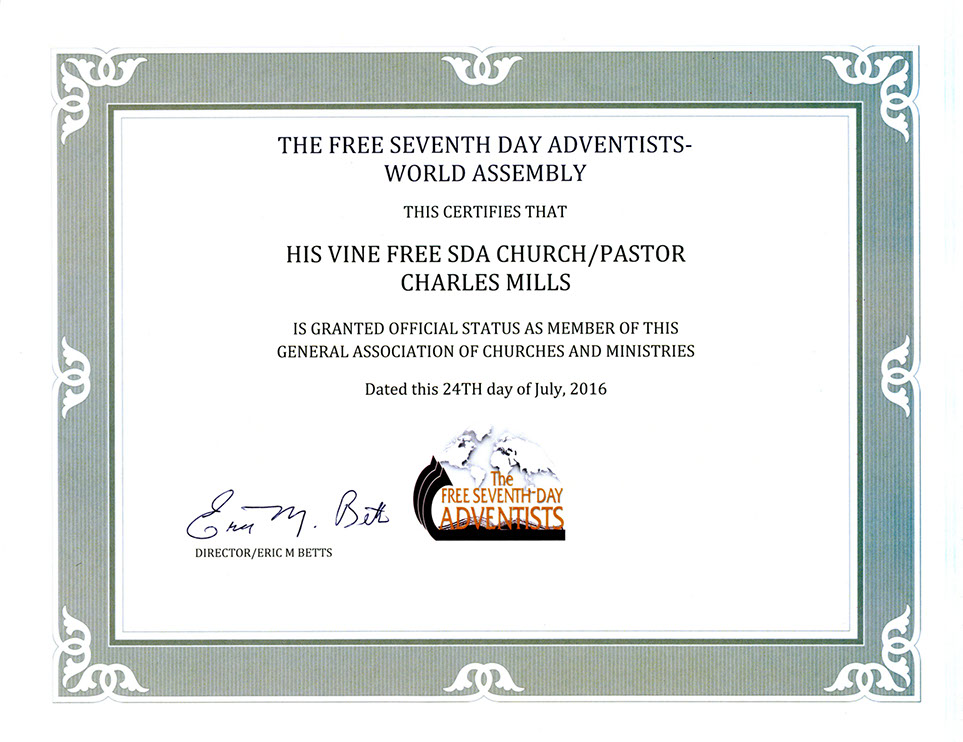 THE FREE SEVENTH DAY ADVENTISTS-
WORLD ASSEMBLY
THIS CERTIFIES THAT
HIS VINE FREE SDA CHURCH/PASTOR
CHARLES MILLS
IS GRANTED OFFICIAL STATUS AS MEMBER OF THIS
GENERAL ASSOCIATION OF CHURCHES AND MINISTRIES
Dated this 24TH day of July, 2016
The
FREE SEVENTH-DAY
ADVENTISTS
Eric M. Betts
DIRECTOR/ERIC M BETTS